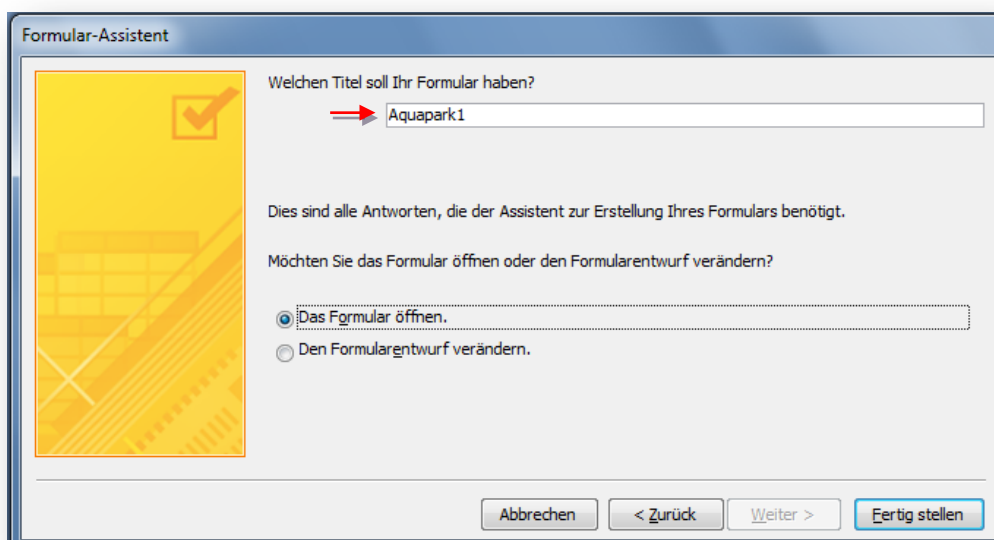 Formular-Assistent
Welchen Titel soll Ihr Formular haben?
Aquapark1
Dies sind alle Antworten, die der Assistent zur Erstellung Ihres Formulars benötigt.
Möchten Sie das Formular öffnen oder den Formularentwurf verändern?
Das Formular öffnen.
Den Formularentwurf verändern.
Abbrechen
< Zurück
Weiter >
Fertig stellen